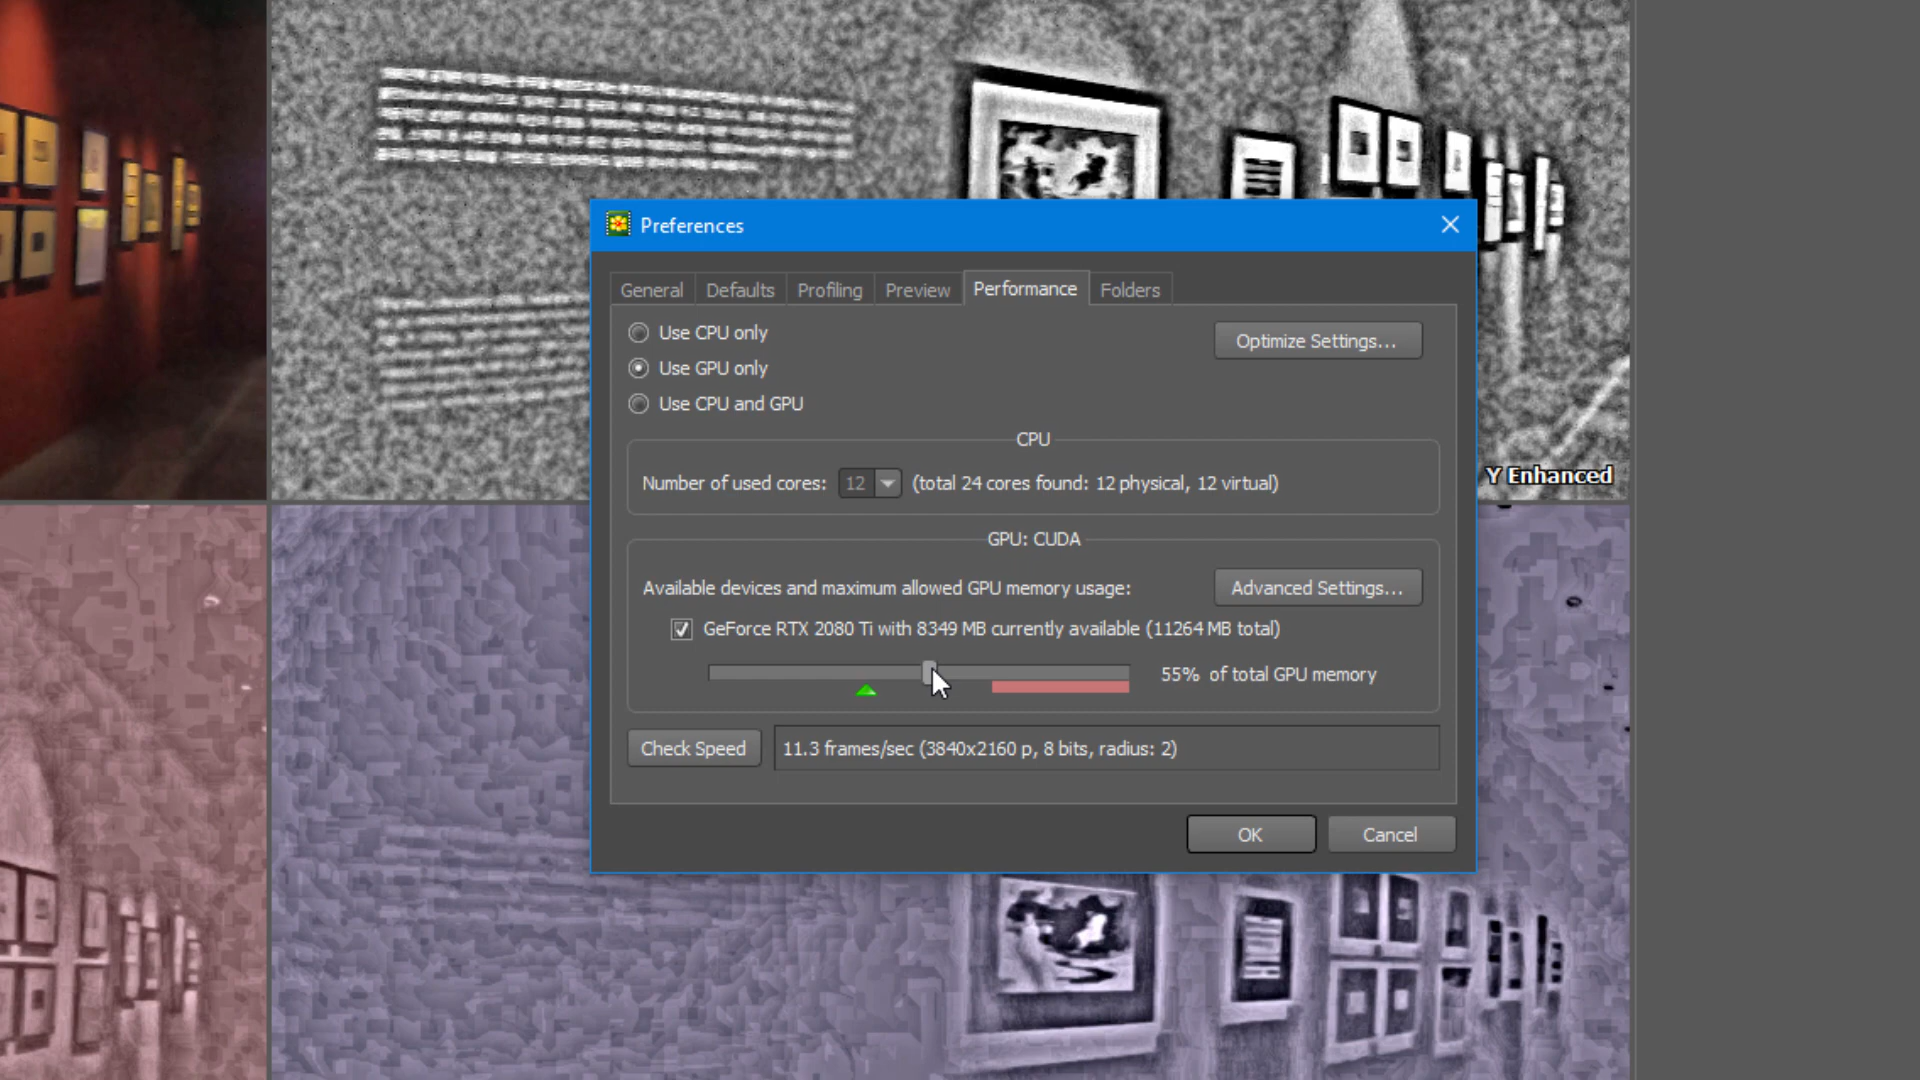 Preferences
General
Defaults
Profiling
Preview
Performance
Folders
Use CPU only
Optimize Settings...
Use GPU only
Use CPU and GPU
CPU
Number of used cores: 12 (total 24 cores found: 12 physical, 12 virtual)
Y Enhanced
GPU: CUDA
Available devices and maximum allowed GPU memory usage:
Advanced Settings...
GeForce RTX 2080 Ti with 8349 MB currently available (11264 MB total)
55% of total GPU memory
Check Speed
11.3 frames/sec (3840x2160 p, 8 bits, radius: 2)
OK
Cancel